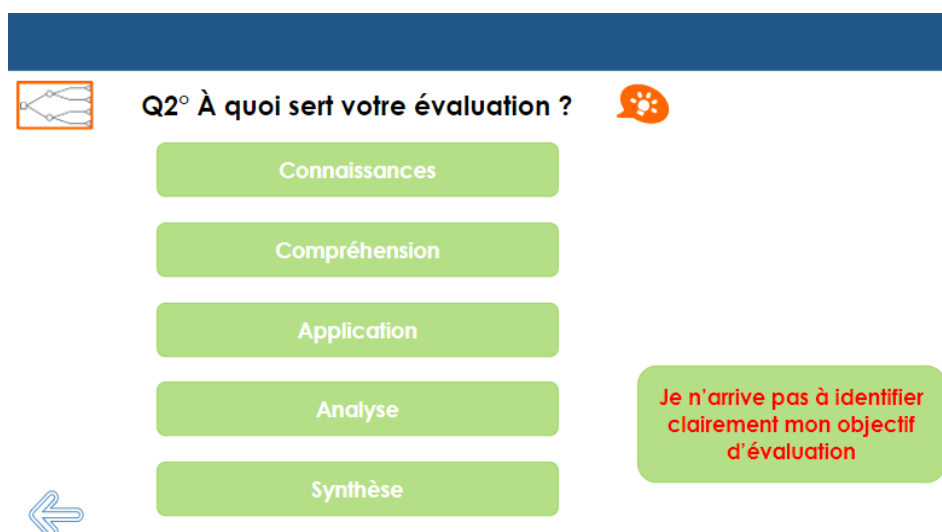 Q2° À quoi sert votre évaluation ?
Connaissances
Compréhension
Application
Analyse
Synthèse
Je n'arrive pas à identifier
clairement mon objectif
d'évaluation